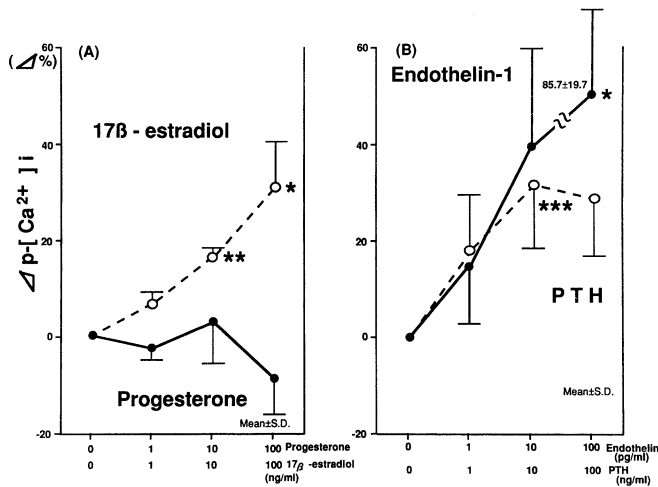 (⊿%)
60
40
20
0
-20
⊿ p-[ Ca2+ ] i
(A)
17ß - estradiol
*
**
Progesterone
Mean±S.D.
0 1 10 100 Progesterone
0 1 10 100 17β -estradiol
(ng/ml)
60
40
20
0
-20
(B)
Endothelin-1
85.7±19.7
*
***
P T H
Mean±S.D.
0 1 10 100 Endothelin
(pg/ml)
0 1 10 100 PTH
(ng/ml)